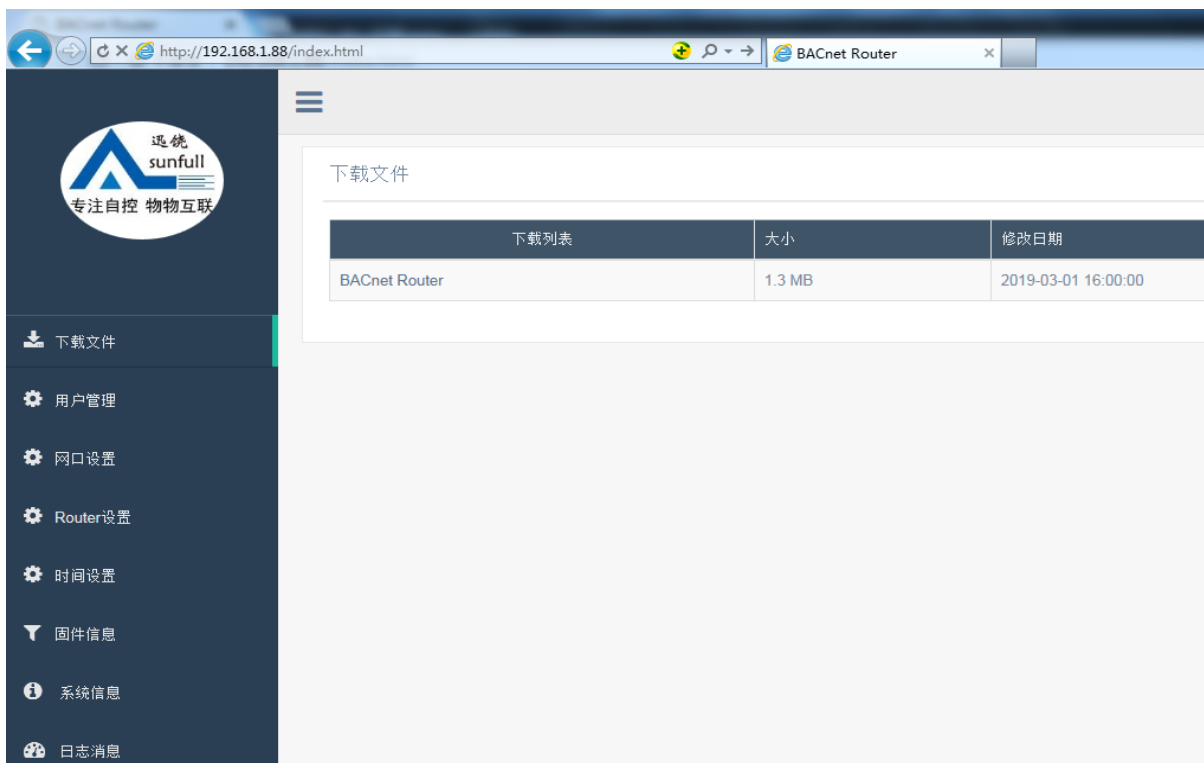 http://192.168.1.88/index.html
BACnet Router
迅饶
sunfull
专注自控 物物互联
下载文件
下载列表 大小 修改日期
BACnet Router 1.3 MB 2019-03-01 16:00:00
下载文件
用户管理
网口设置
Router设置
时间设置
固件信息
系统信息
日志消息